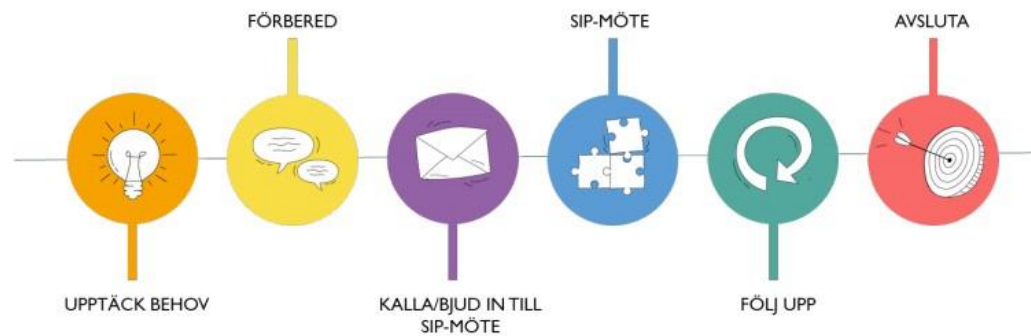 FÖRBERED
SIP-MÖTE
AVSLUTA
UPPTÄCK BEHOV
KALLA/BJUD IN TILL
SIP-MÖTE
FÖLJ UPP